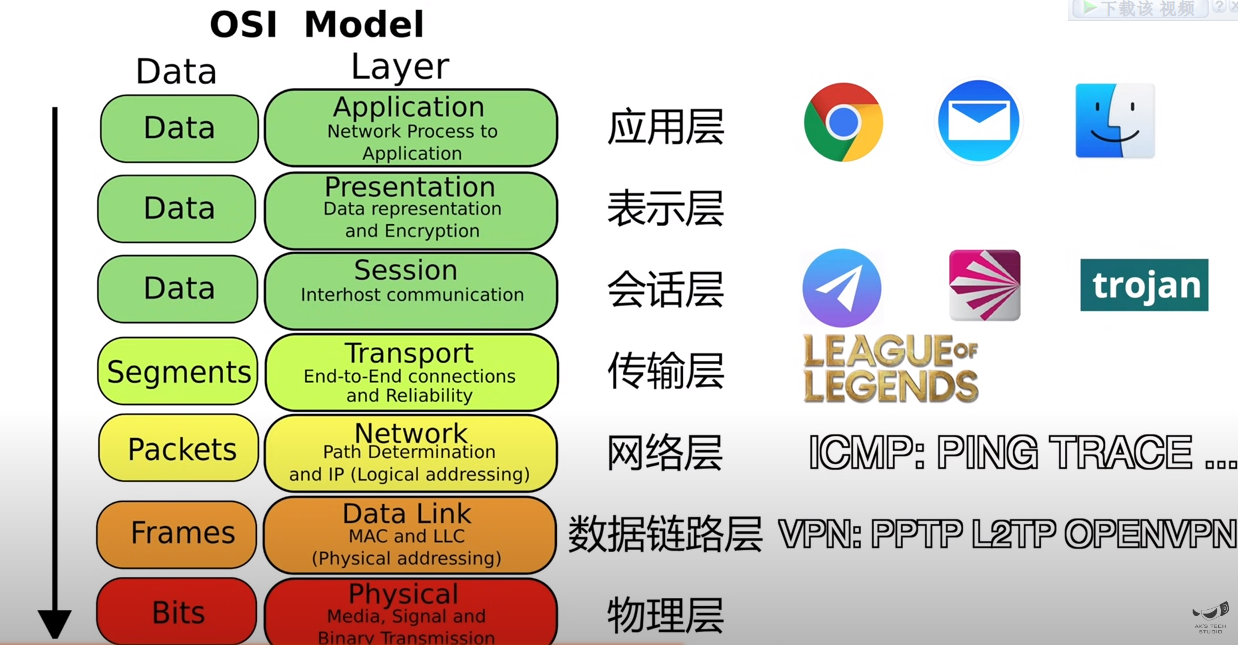 下载该 视频
OSI Model
Data Layer
Data Application 应用层
Network Process to
Application
Data Presentation 表示层
Data representation
and Encryption
Data Session 会话层 trojan
Interhost communication
Segments Transport 传输层 LEAGUE OF
End-to-End connections LEGENDS
and Reliability
Packets Network 网络层 ICMP: PING TRACE ...
Path Determination
and IP (Logical addressing)
Frames Data Link 数据链路层 VPN: PPTP L2TP OPENVPN
MAC and LLC
(Physical addressing)
Bits Physical 物理层
Media, Signal and
Binary Transmission
AK'S TECH
STUDIO